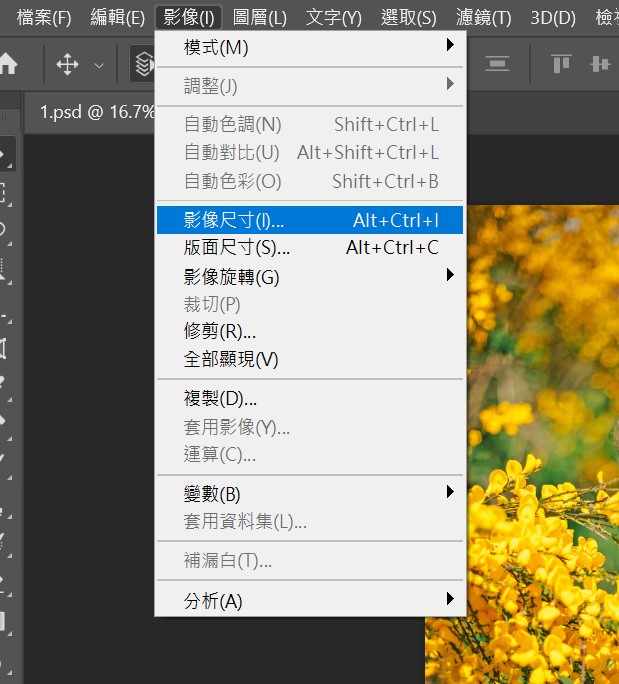 檔案(F) 編輯(E) 影像(I) 圖層(L) 文字(Y) 選取(S) 濾鏡(T) 3D(D)
1.psd @ 16.7%
模式(M)
調整(J)
自動色調(N) Shift+Ctrl+L
自動對比(U) Alt+Shift+Ctrl+L
自動色彩(O) Shift+Ctrl+B
影像尺寸(I)... Alt+Ctrl+I
版面尺寸(S)... Alt+Ctrl+C
影像旋轉(G)
裁切(P)
修剪(R)...
全部顯現(V)
複製(D)...
套用影像(Y)...
運算(C)...
變數(B)
套用資料集(L)...
補漏白(T)...
分析(A)